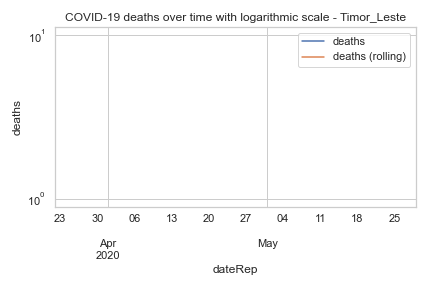 COVID-19 deaths over time with logarithmic scale - Timor_Leste
deaths
deaths (rolling)
10¹
deaths
10⁰
23 30 06 13 20 27 04 11 18 25
Apr May
2020
dateRep